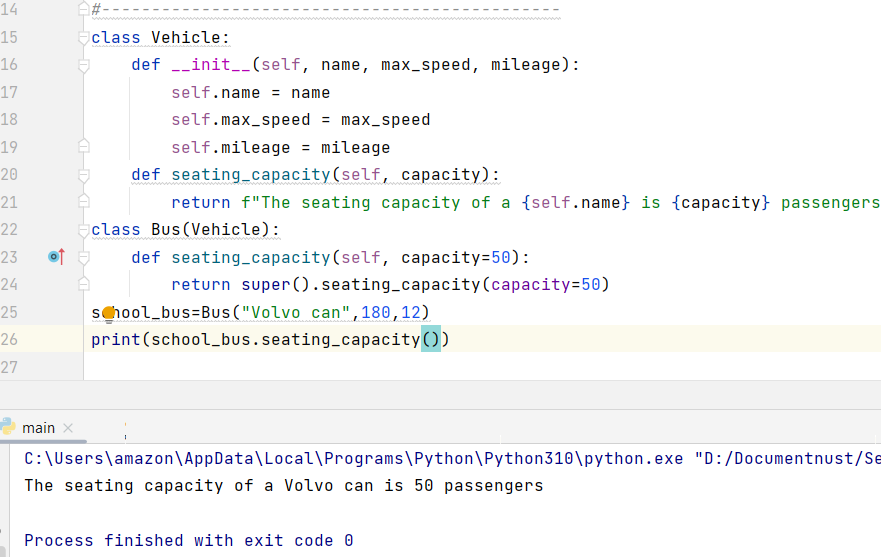 14 #----------------------------------------------
15 class Vehicle:
16     def __init__(self, name, max_speed, mileage):
17         self.name = name
18         self.max_speed = max_speed
19         self.mileage = mileage
20     def seating_capacity(self, capacity):
21         return f"The seating capacity of a {self.name} is {capacity} passengers
22 class Bus(Vehicle):
23     def seating_capacity(self, capacity=50):
24         return super().seating_capacity(capacity=50)
25 school_bus=Bus("Volvo can",180,12)
26 print(school_bus.seating_capacity())
27
main
C:\Users\amazon\AppData\Local\Programs\Python\Python310\python.exe "D:/Documentnust/Se
The seating capacity of a Volvo can is 50 passengers
Process finished with exit code 0